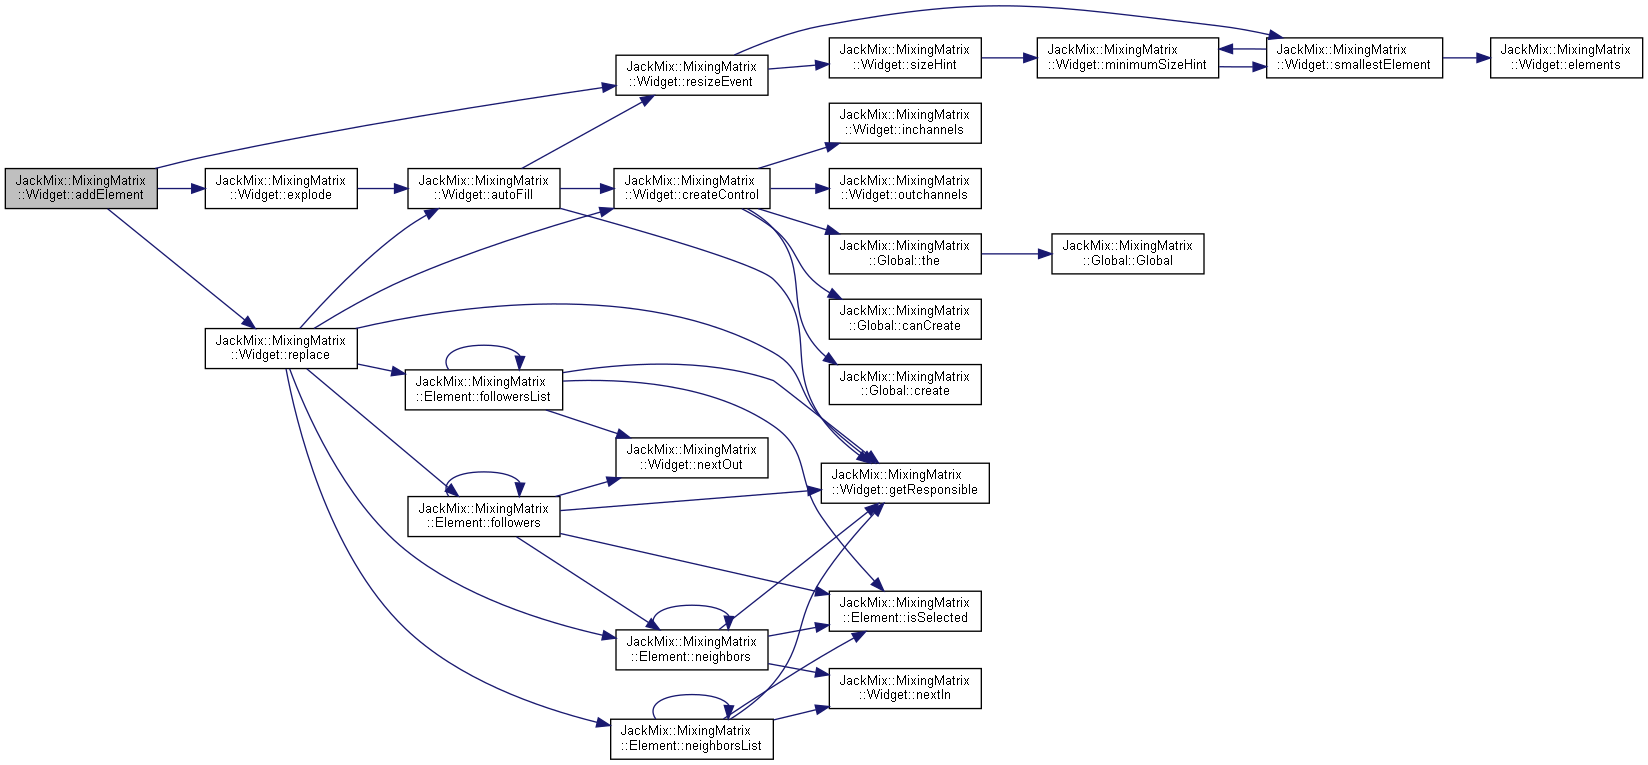 JackMix::MixingMatrix
::Widget::addElement
JackMix::MixingMatrix
::Widget::resizeEvent
JackMix::MixingMatrix
::Widget::explode
JackMix::MixingMatrix
::Widget::replace
JackMix::MixingMatrix
::Widget::sizeHint
JackMix::MixingMatrix
::Widget::minimumSizeHint
JackMix::MixingMatrix
::Widget::smallestElement
JackMix::MixingMatrix
::Widget::elements
JackMix::MixingMatrix
::Widget::autoFill
JackMix::MixingMatrix
::Widget::createControl
JackMix::MixingMatrix
::Widget::inchannels
JackMix::MixingMatrix
::Widget::outchannels
JackMix::MixingMatrix
::Global::the
JackMix::MixingMatrix
::Global::Global
JackMix::MixingMatrix
::Global::canCreate
JackMix::MixingMatrix
::Global::create
JackMix::MixingMatrix
::Element::followersList
JackMix::MixingMatrix
::Widget::nextOut
JackMix::MixingMatrix
::Widget::getResponsible
JackMix::MixingMatrix
::Element::followers
JackMix::MixingMatrix
::Element::isSelected
JackMix::MixingMatrix
::Element::neighbors
JackMix::MixingMatrix
::Widget::nextIn
JackMix::MixingMatrix
::Element::neighborsList